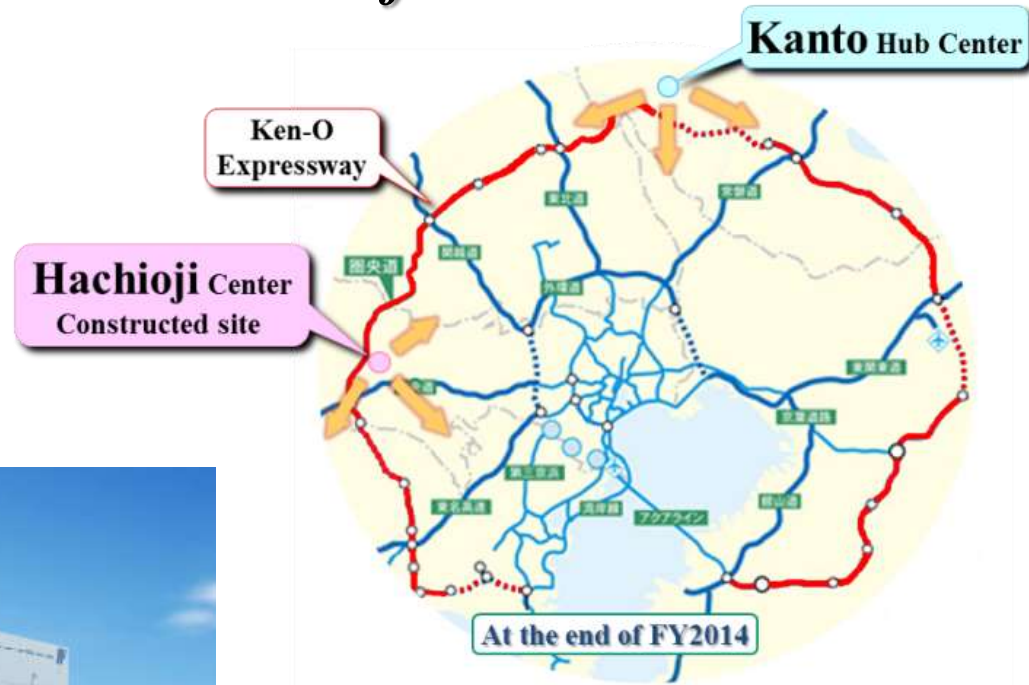 Kanto Hub Center
Ken-O
Expressway
東北道
常磐道
関越道
Hachioji Center
Constructed site
圏央道
外環道
東関東道
央道
京葉道路
第三京浜
東名高速
湾岸線
アクアライン
館山道
At the end of FY2014